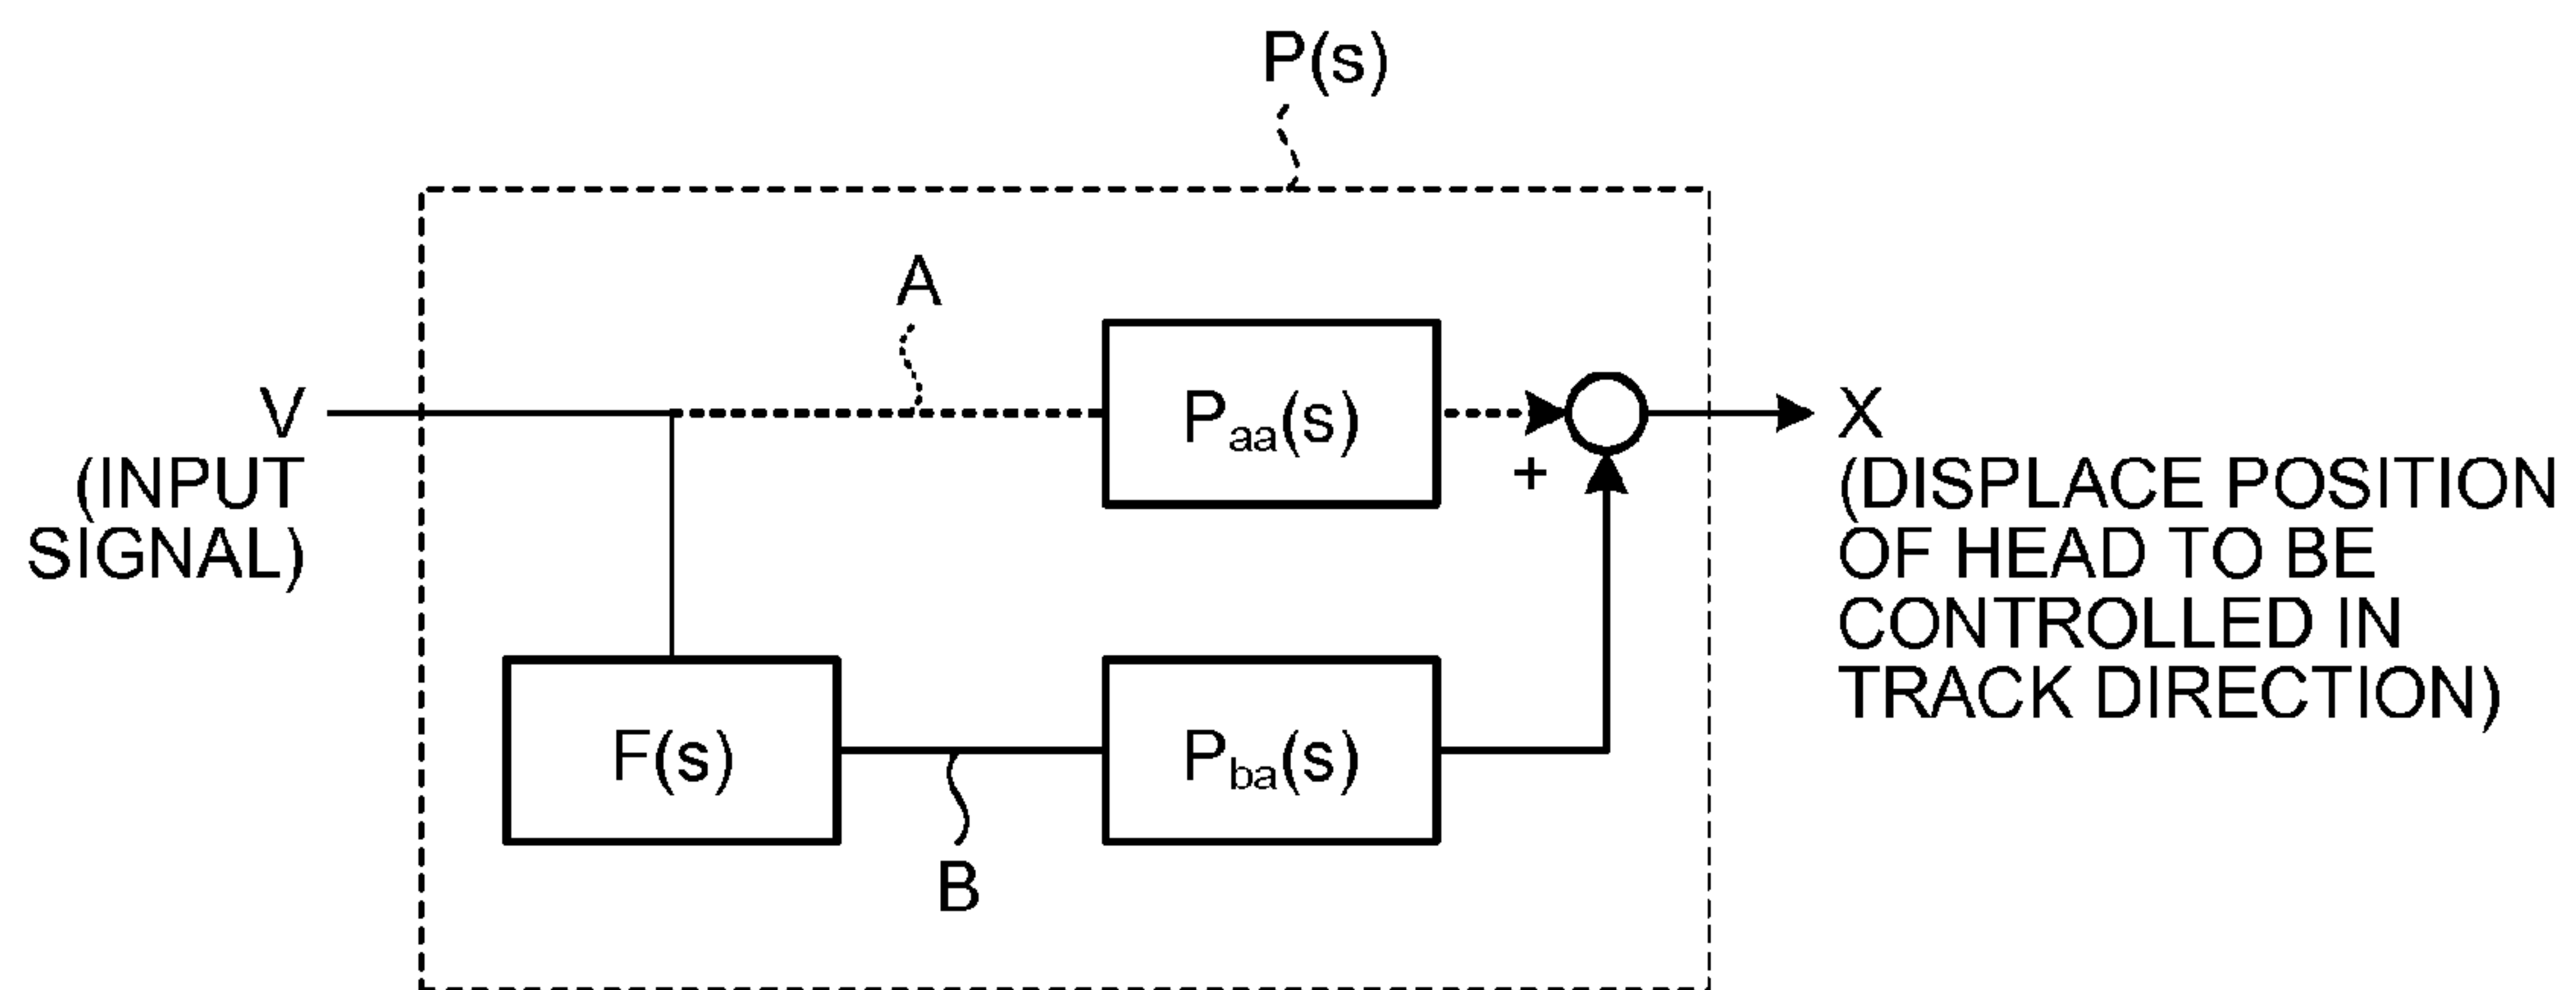 P(s)
A
V
(INPUT
SIGNAL)
Paa(s)
+
X
(DISPLACE POSITION
OF HEAD TO BE
CONTROLLED IN
TRACK DIRECTION)
F(s)
Pba(s)
B